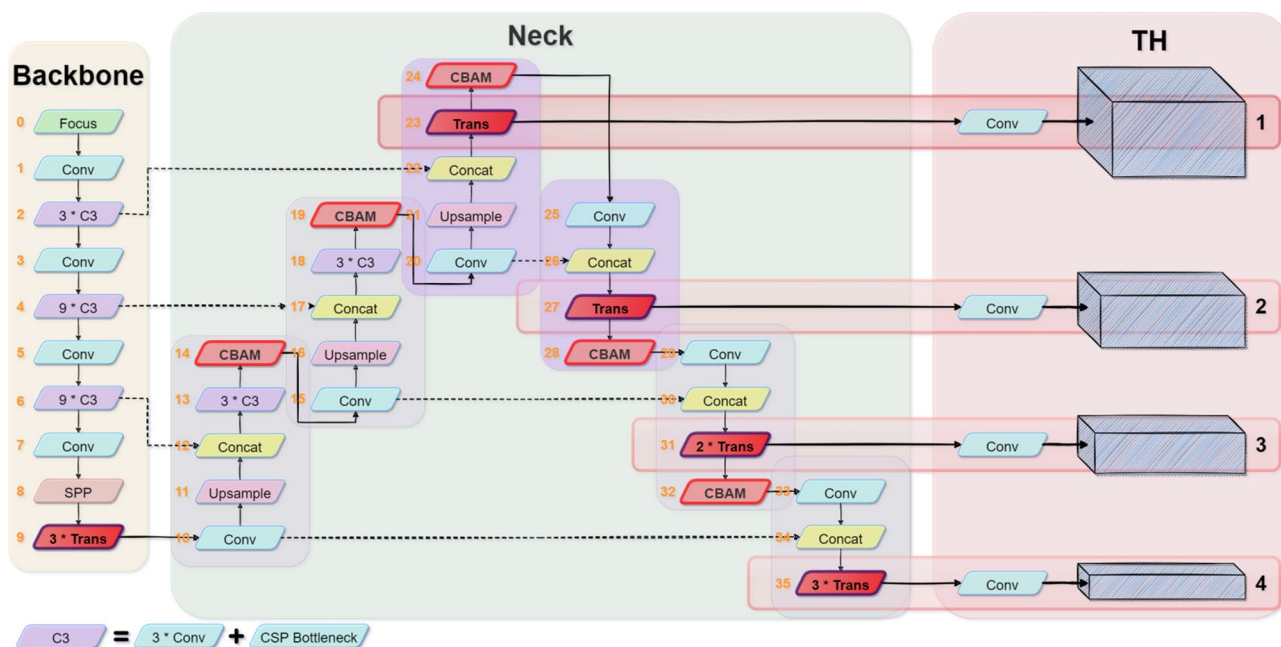 Backbone
0 Focus
1 Conv
2 3 * C3
3 Conv
4 9 * C3
5 Conv
6 9 * C3
7 Conv
8 SPP
9 3 * Trans
Neck
14 CBAM
13 3 * C3
12 Concat
11 Upsample
10 Conv
19 CBAM
18 3 * C3
17 Concat
16 Upsample
15 Conv
24 CBAM
23 Trans
22 Concat
21 Upsample
20 Conv
25 Conv
26 Concat
27 Trans
28 CBAM
29 Conv
30 Concat
31 2 * Trans
32 CBAM
33 Conv
34 Concat
35 3 * Trans
TH
Conv 1
Conv 2
Conv 3
Conv 4
C3 = 3 * Conv + CSP Bottleneck